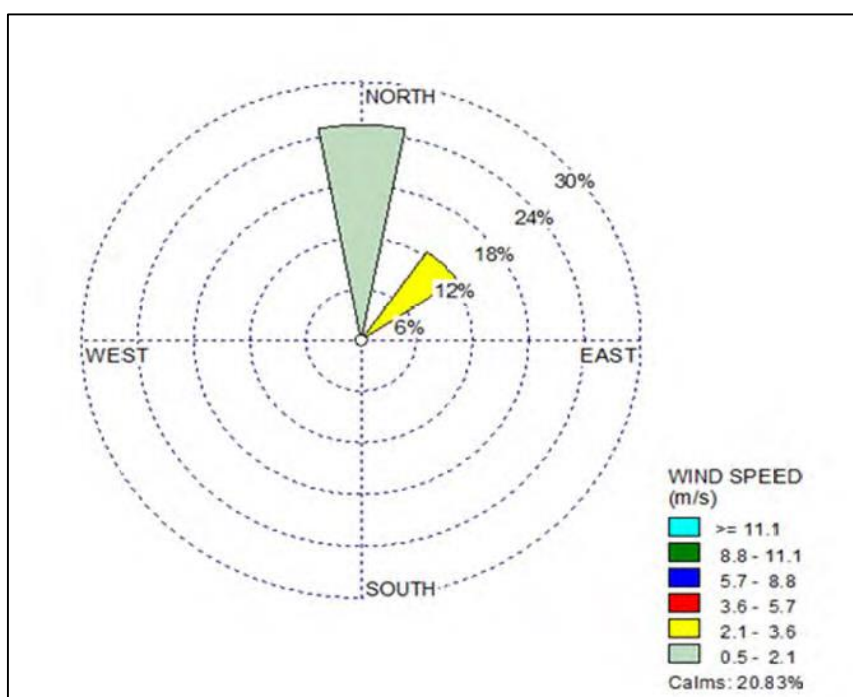 NORTH
30%
24%
18%
12%
6%
WEST
EAST
SOUTH
WIND SPEED
(m/s)
>= 11.1
8.8 - 11.1
5.7 - 8.8
3.6 - 5.7
2.1 - 3.6
0.5 - 2.1
Calms: 20.83%